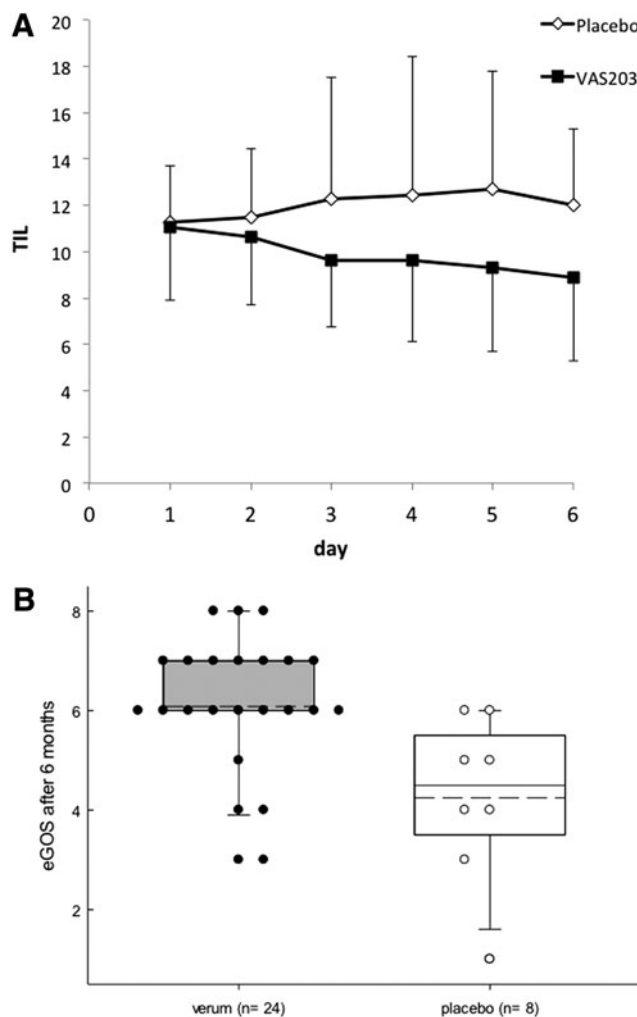 A
Placebo
VAS203
20
18
16
14
12
10
8
6
4
2
0
TIL
0 1 2 3 4 5 6
day
B
8
6
4
2
eGOS after 6 months
verum (n= 24) placebo (n= 8)